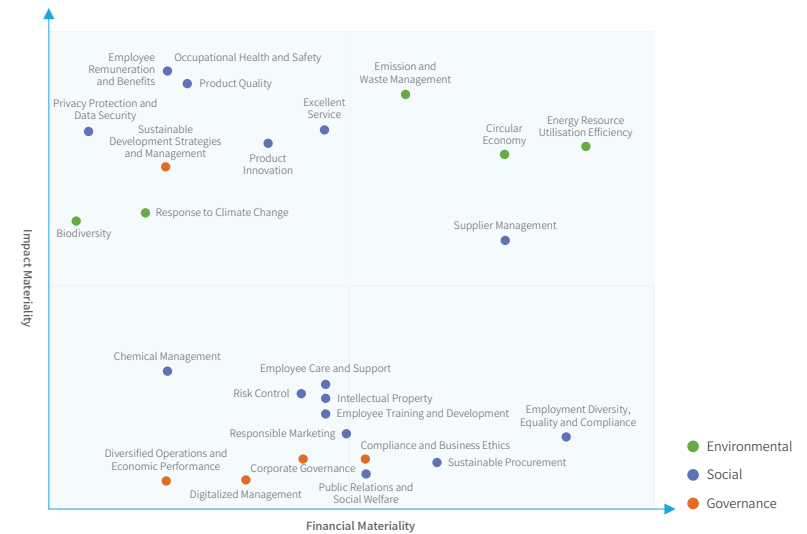 Employee
Remuneration
and Benefits
Occupational Health and Safety
Product Quality
Emission and
Waste Management
Privacy Protection and
Data Security
Excellent
Service
Sustainable
Development Strategies
and Management
Product
Innovation
Circular
Economy
Energy Resource
Utilisation Efficiency
Response to Climate Change
Biodiversity
Supplier Management
Impact Materiality
Chemical Management
Employee Care and Support
Risk Control
Intellectual Property
Employee Training and Development
Employment Diversity,
Equality and Compliance
Responsible Marketing
Compliance and Business Ethics
Diversified Operations and
Economic Performance
Corporate Governance
Sustainable Procurement
Digitalized Management
Public Relations and
Social Welfare
Financial Materiality
Environmental
Social
Governance